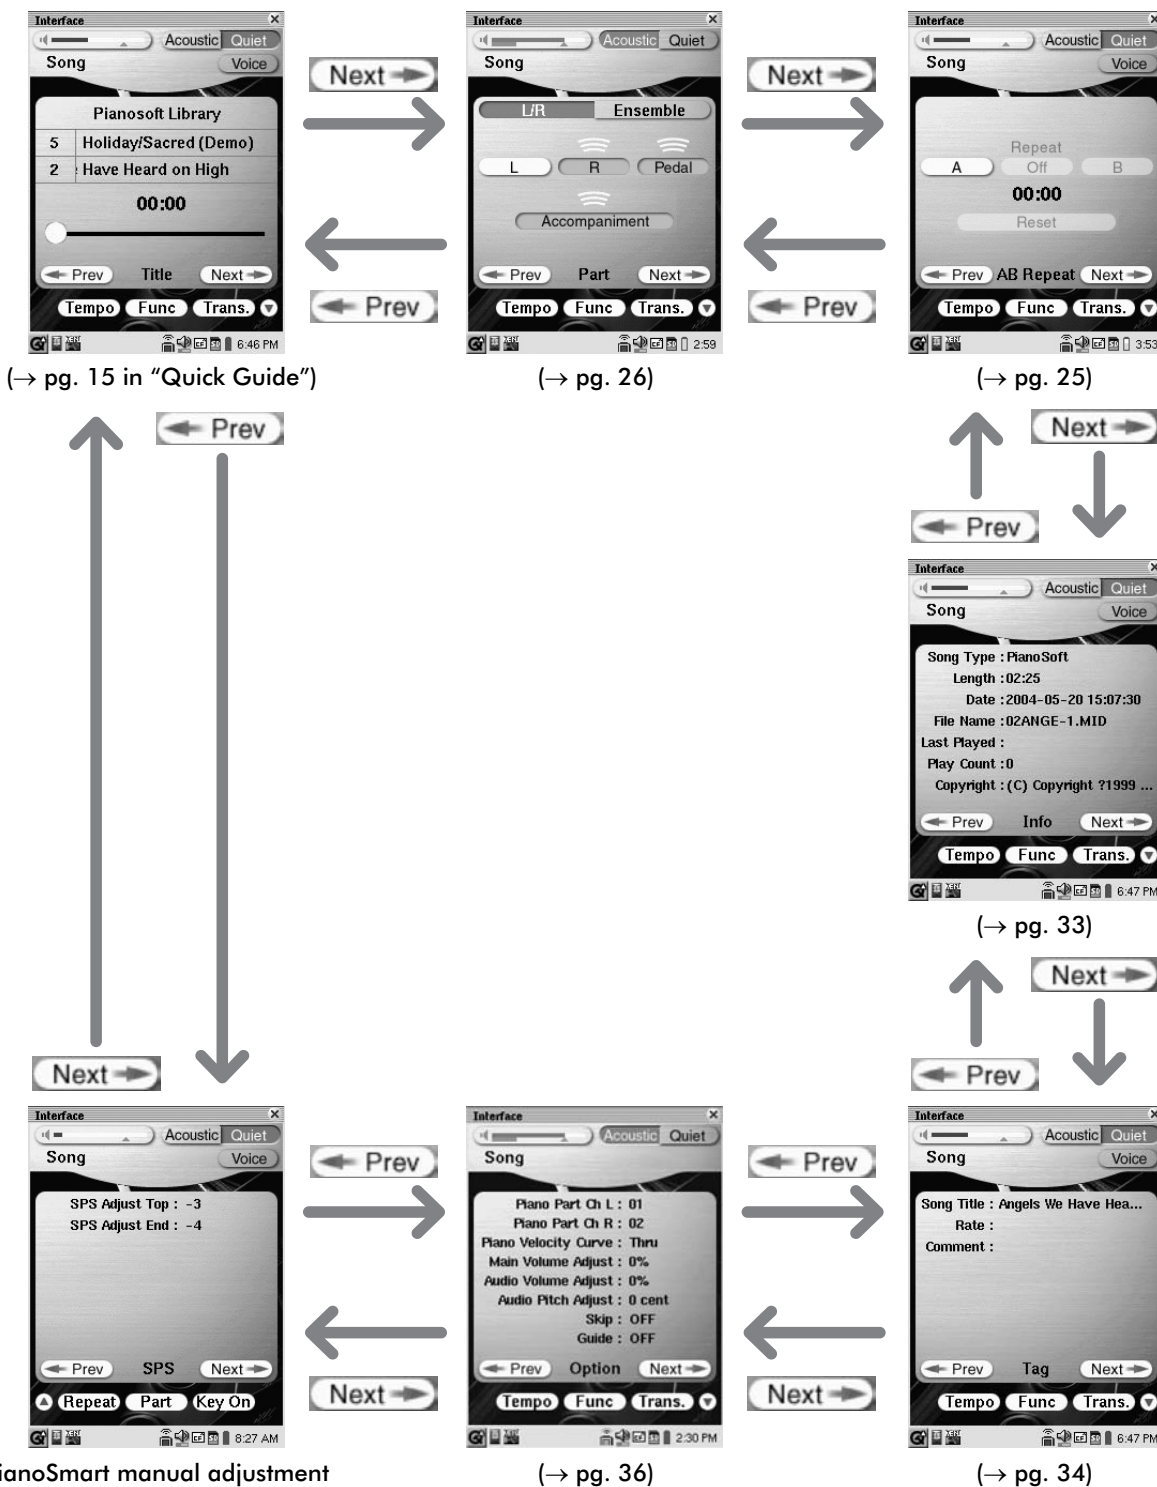 Interface
Acoustic Quiet
Song
Voice
Pianosoft Library
5 Holiday/Sacred (Demo)
2 Have Heard on High
00:00
Prev Title Next
Tempo Func Trans.
6:46 PM
(→ pg. 15 in “Quick Guide”)
Next
Prev
Interface
Acoustic Quiet
Song
L/R Ensemble
L R Pedal
Accompaniment
Prev Part Next
Tempo Func Trans.
2:59
(→ pg. 26)
Next
Prev
Interface
Acoustic Quiet
Song
Voice
Repeat
A Off B
00:00
Reset
Prev AB Repeat Next
Tempo Func Trans.
3:53
(→ pg. 25)
Prev
Next
Prev
Interface
Acoustic Quiet
Song
Voice
Song Type : PianoSoft
Length : 02:25
Date : 2004-05-20 15:07:30
File Name : 02ANGE-1.MID
Last Played :
Play Count : 0
Copyright : (C) Copyright ?1999 ...
Prev Info Next
Tempo Func Trans.
6:47 PM
(→ pg. 33)
Next
Prev
Next
Interface
Acoustic Quiet
Song
Voice
SPS Adjust Top : -3
SPS Adjust End : -4
Prev SPS Next
Repeat Part Key On
8:27 AM
ianoSmart manual adjustment
Prev
Next
Interface
Acoustic Quiet
Song
Piano Part Ch L : 01
Piano Part Ch R : 02
Piano Velocity Curve : Thru
Main Volume Adjust : 0%
Audio Volume Adjust : 0%
Audio Pitch Adjust : 0 cent
Skip : OFF
Guide : OFF
Prev Option Next
Tempo Func Trans.
2:30 PM
(→ pg. 36)
Prev
Next
Interface
Acoustic Quiet
Song
Voice
Song Title : Angels We Have Hea...
Rate :
Comment :
Prev Tag Next
Tempo Func Trans.
6:47 PM
(→ pg. 34)